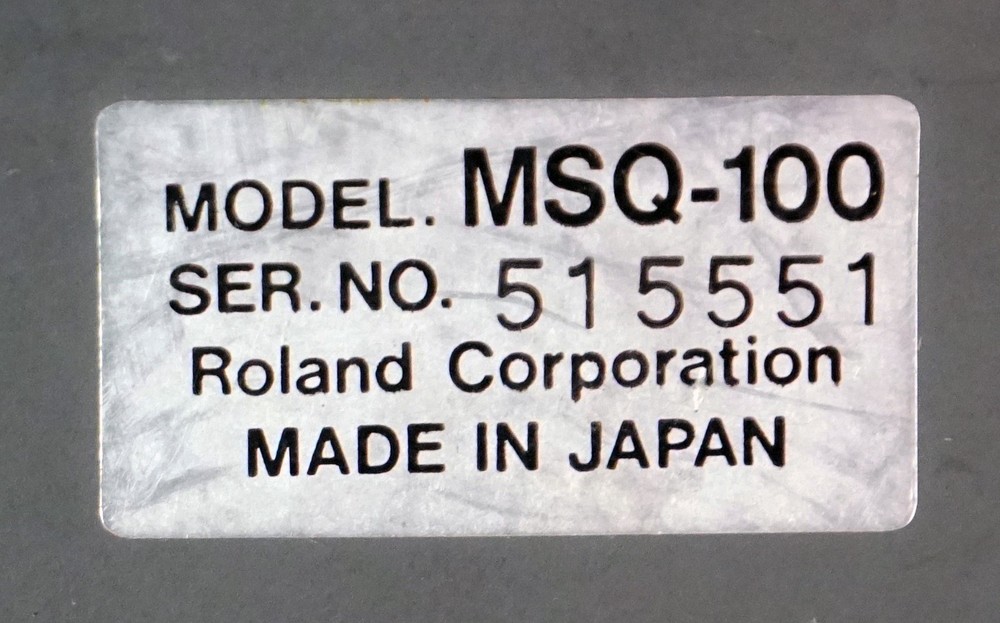 MODEL. MSQ-100
SER. NO. 515551
Roland Corporation
MADE IN JAPAN